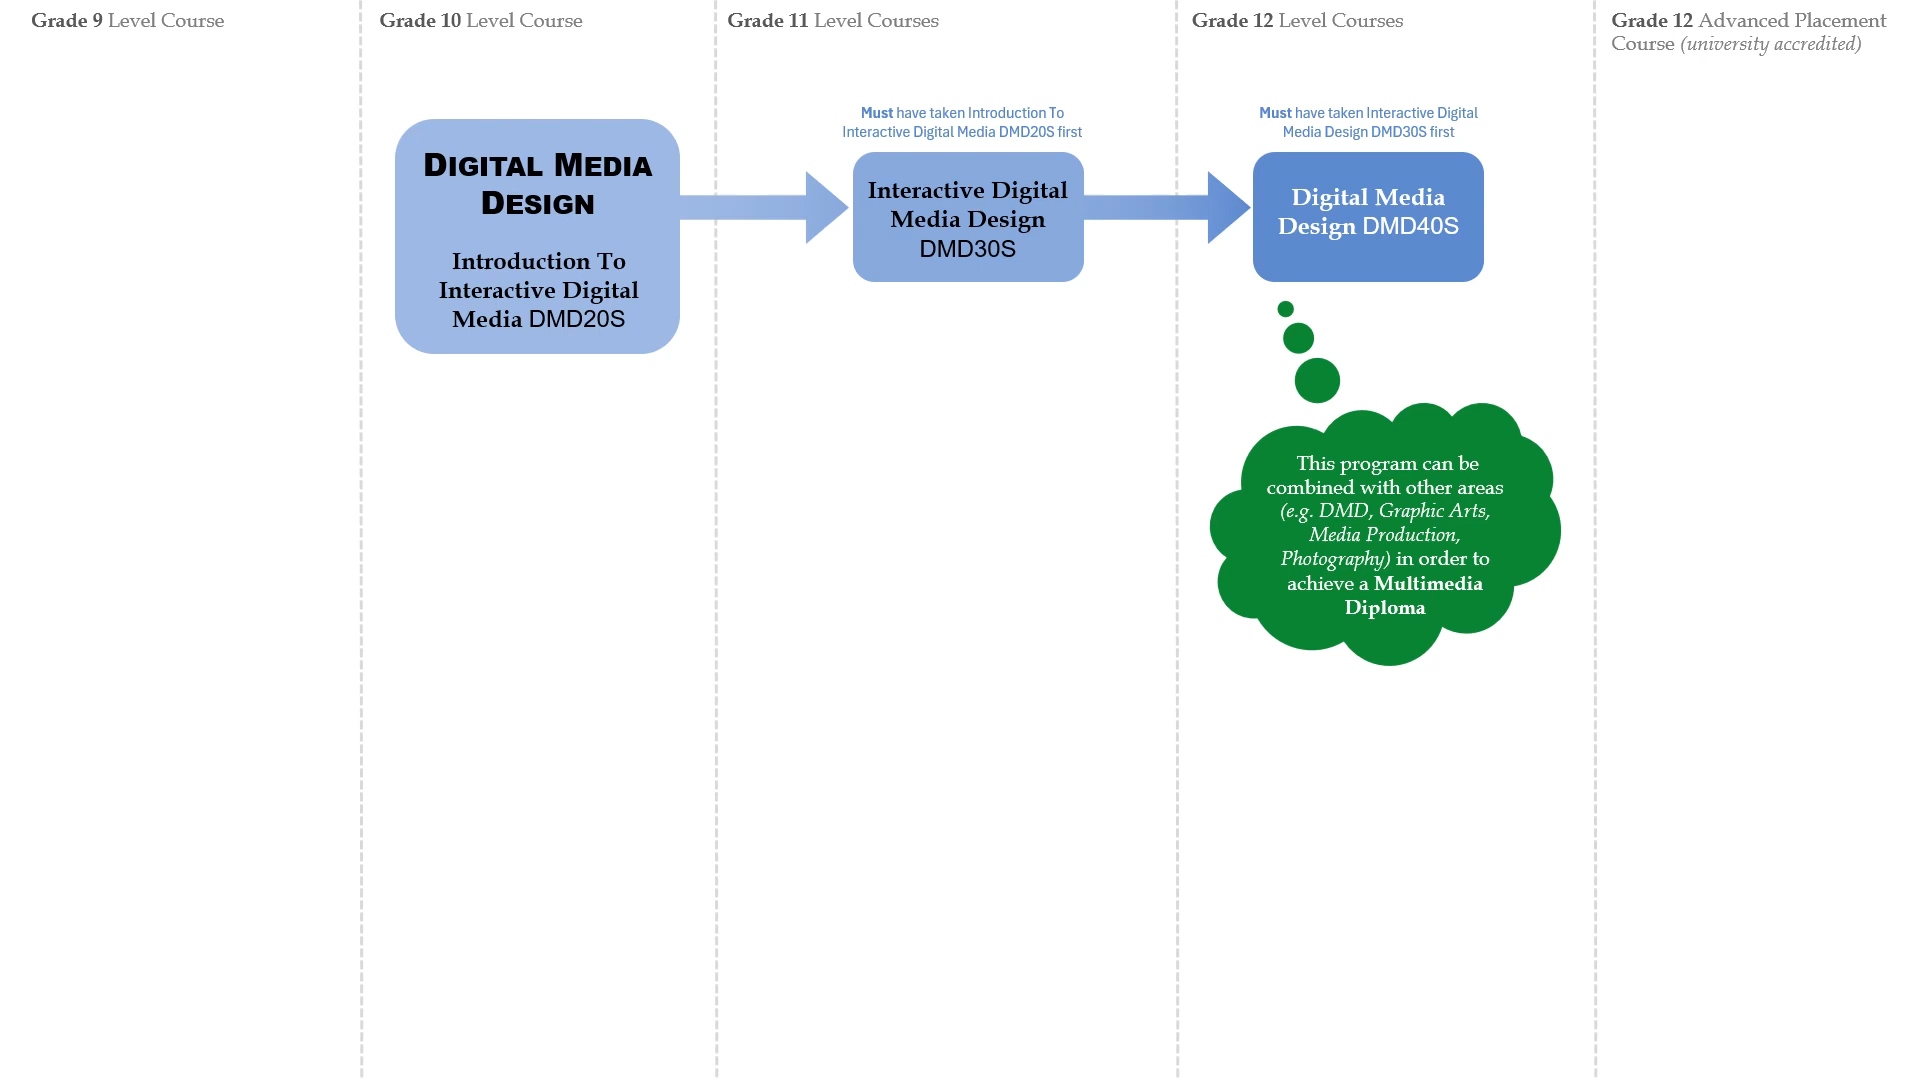 Grade 9 Level Course
Grade 10 Level Course
Grade 11 Level Courses
Grade 12 Level Courses
Grade 12 Advanced Placement
Course (university accredited)
DIGITAL MEDIA
DESIGN
Introduction To
Interactive Digital
Media DMD20S
Must have taken Introduction To
Interactive Digital Media DMD20S first
Interactive Digital
Media Design
DMD30S
Must have taken Interactive Digital
Media Design DMD30S first
Digital Media
Design DMD40S
This program can be
combined with other areas
(e.g. DMD, Graphic Arts,
Media Production,
Photography) in order to
achieve a Multimedia
Diploma